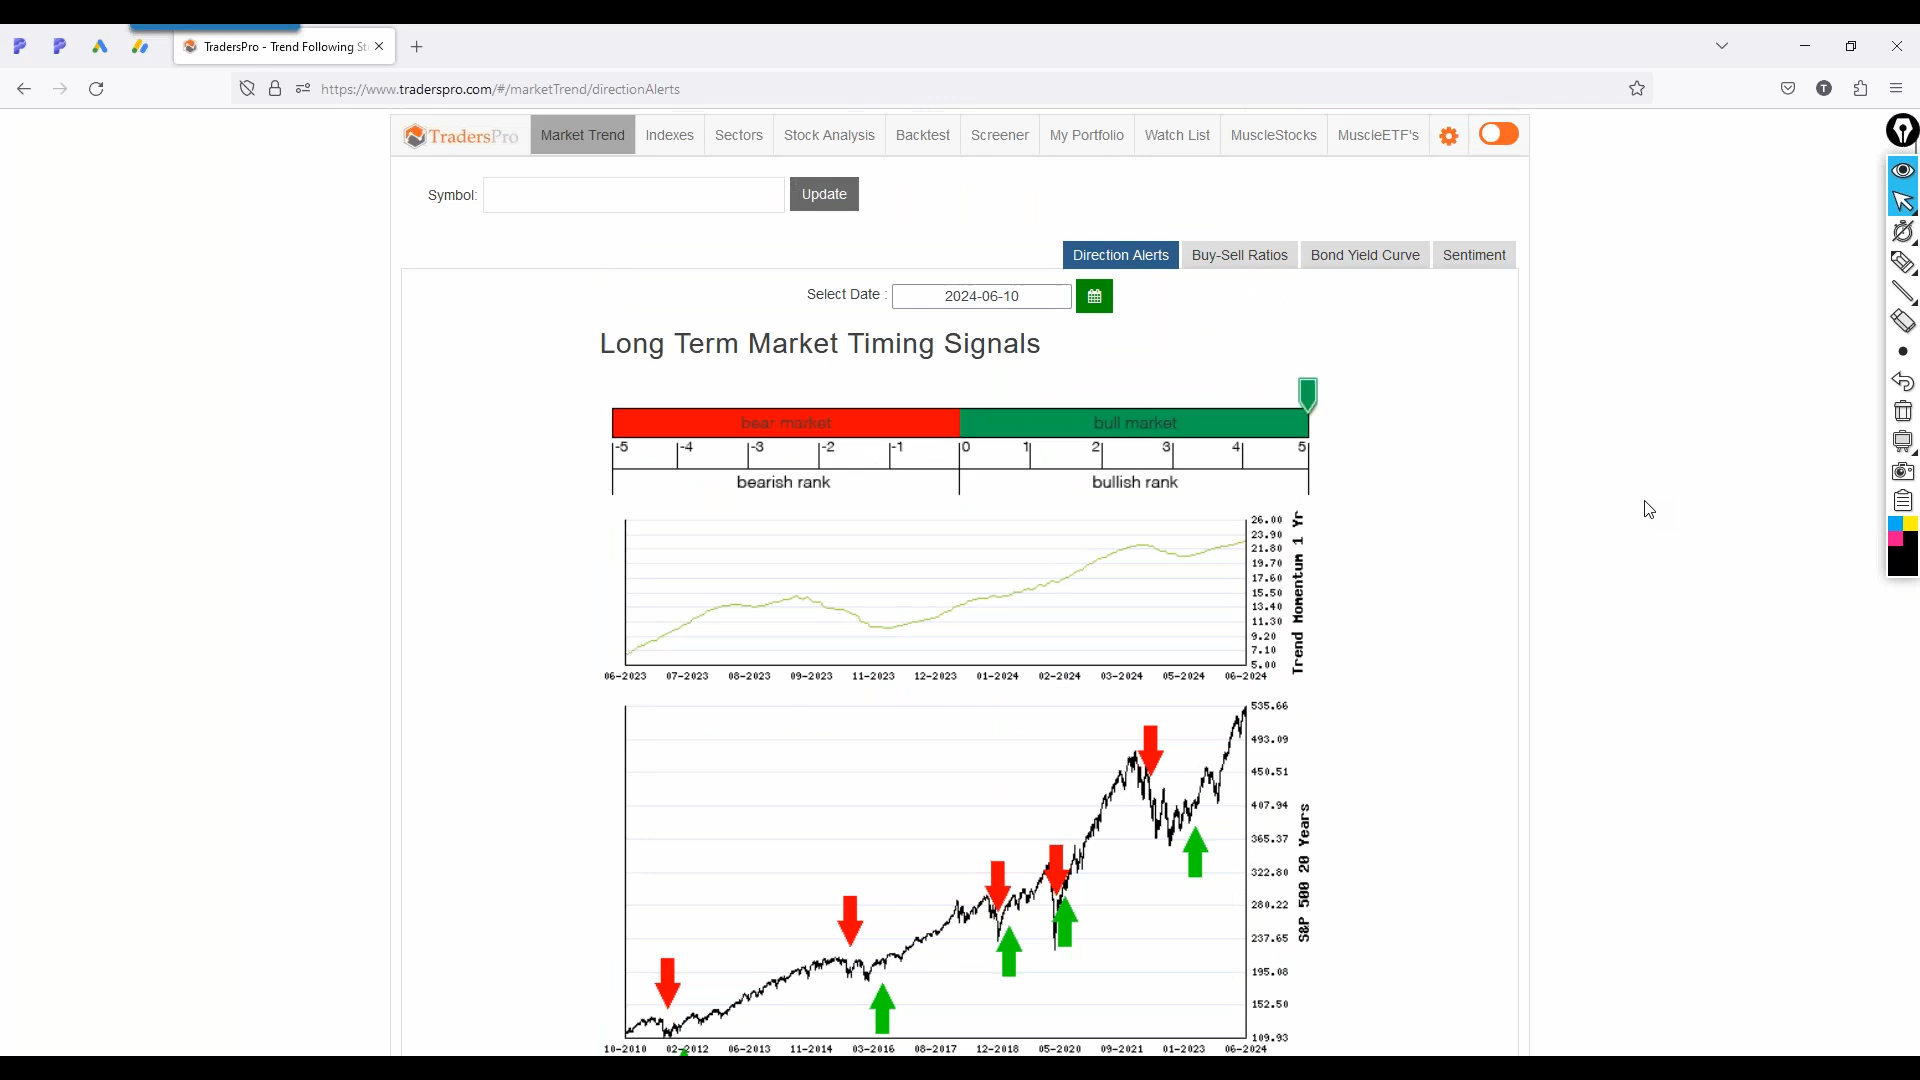 TradersPro - Trend Following St
https://www.traderspro.com/#/marketTrend/directionAlerts
T
TradersPro Market Trend Indexes Sectors Stock Analysis Backtest Screener My Portfolio Watch List MuscleStocks MuscleETF's
Symbol: Update
Direction Alerts Buy-Sell Ratios Bond Yield Curve Sentiment
Select Date : 2024-06-10
Long Term Market Timing Signals
bear market bull market
-5 -4 -3 -2 -1 0 1 2 3 4 5
bearish rank bullish rank
26.00
23.90
21.80
19.70
17.60
15.50
13.40
11.30
9.20
7.10
5.00
Trend Momentum 1 Yr
06-2023 07-2023 08-2023 09-2023 11-2023 12-2023 01-2024 02-2024 03-2024 05-2024 06-2024
535.66
493.09
450.51
407.94
365.37
322.80
280.22
237.65
195.08
152.50
109.93
S&P 500 20 Years
10-2010 02-2012 06-2013 11-2014 03-2016 08-2017 12-2018 05-2020 09-2021 01-2023 06-2024